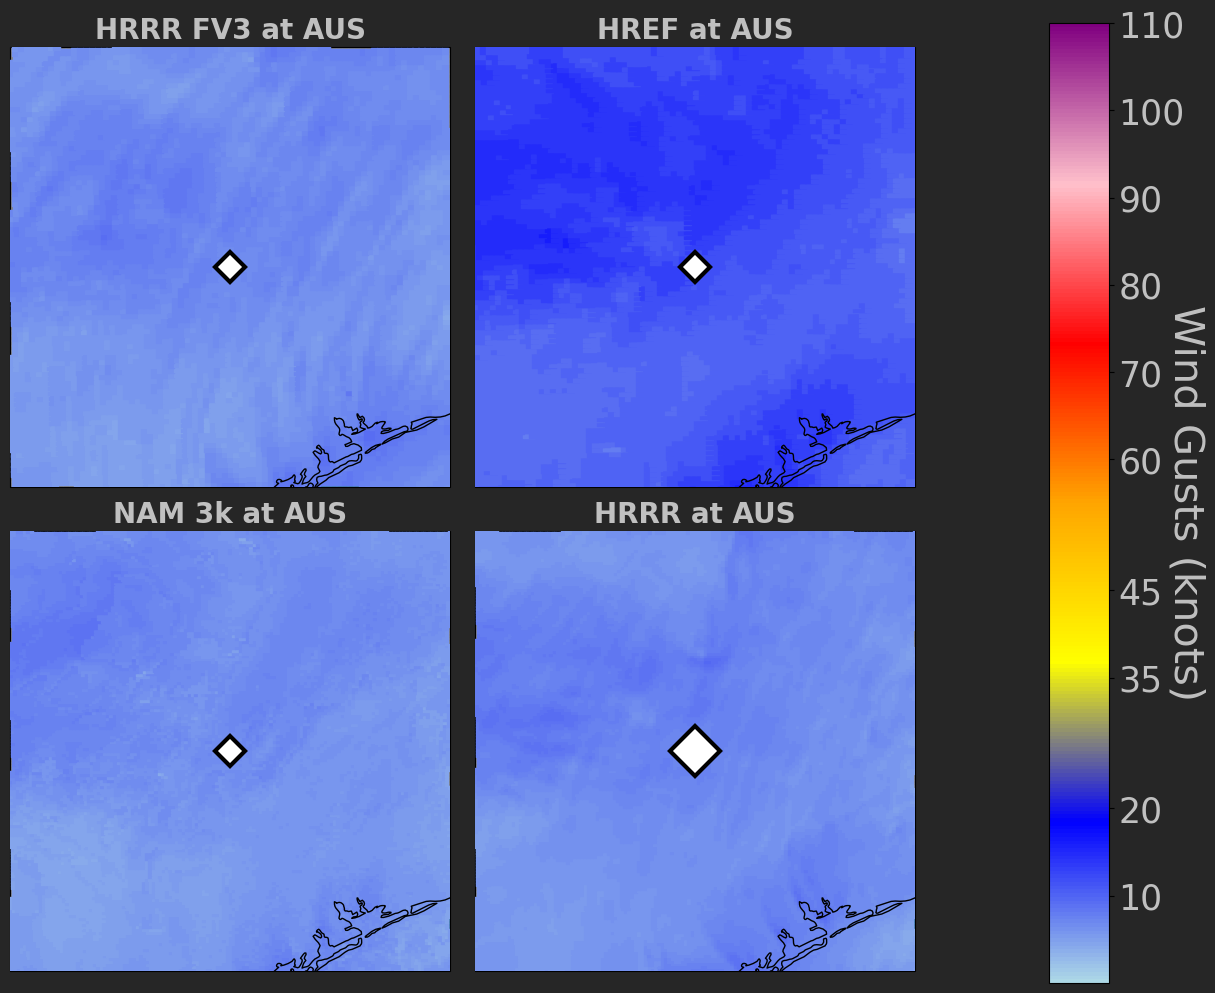 HRRR FV3 at AUS
HREF at AUS
NAM 3k at AUS
HRRR at AUS
110
100
90
80
70
60
45
35
20
10
Wind Gusts (knots)